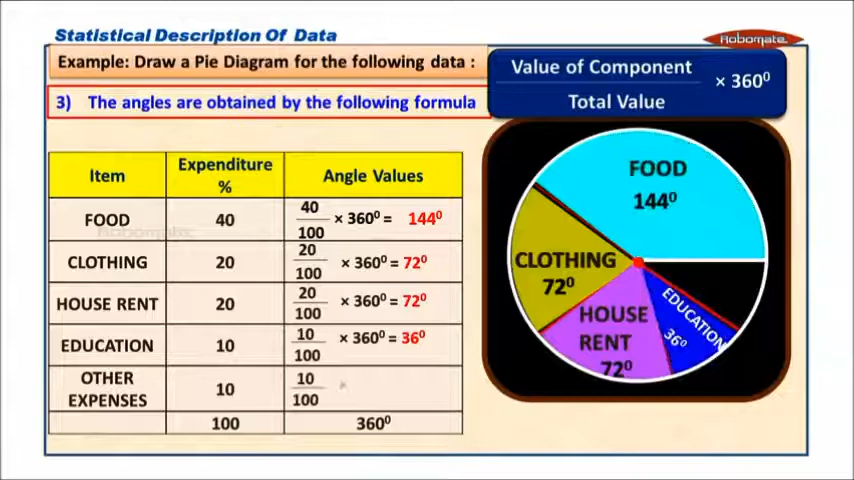 Statistical Description Of Data
Robomate
Example: Draw a Pie Diagram for the following data :
3) The angles are obtained by the following formula
Value of Component
Total Value
× 360⁰
Item
Expenditure %
Angle Values
FOOD
40
40/100 × 360⁰ = 144⁰
CLOTHING
20
20/100 × 360⁰ = 72⁰
HOUSE RENT
20
20/100 × 360⁰ = 72⁰
EDUCATION
10
10/100 × 360⁰ = 36⁰
OTHER
EXPENSES
10
10/100 ×
100
360⁰
FOOD
144⁰
CLOTHING
72⁰
HOUSE
RENT
72⁰
EDUCATION
36⁰
Robomate